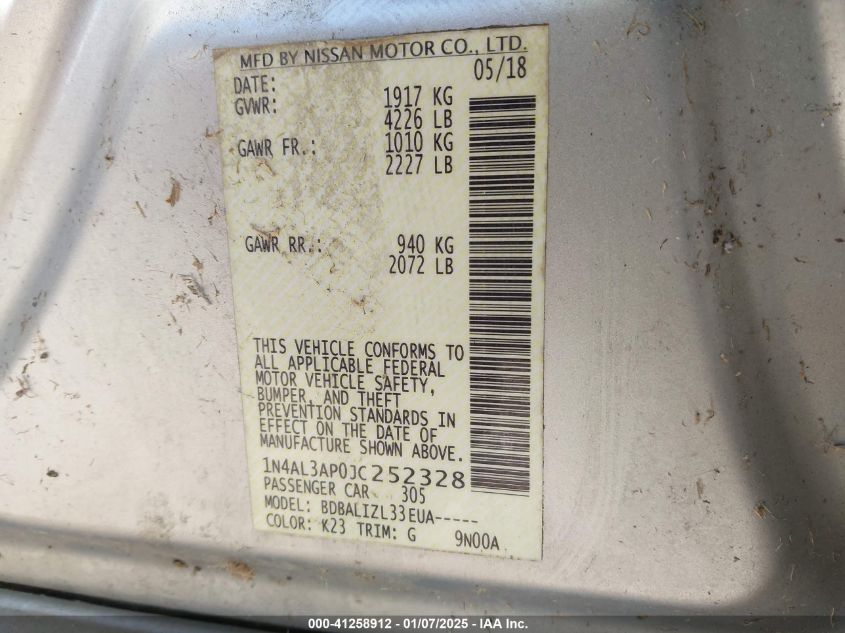 MFD BY NISSAN MOTOR CO., LTD.
DATE: 05/18
GVWR: 1917 KG
4226 LB
GAWR FR.: 1010 KG
2227 LB
GAWR RR.: 940 KG
2072 LB
THIS VEHICLE CONFORMS TO
ALL APPLICABLE FEDERAL
MOTOR VEHICLE SAFETY,
BUMPER, AND THEFT
PREVENTION STANDARDS IN
EFFECT ON THE DATE OF
MANUFACTURE SHOWN ABOVE.
1N4AL3AP0JC252328
PASSENGER CAR 305
MODEL: BDBALIZL33EUA-----
COLOR: K23 TRIM: G 9N00A
000-41258912 - 01/07/2025 - IAAI.com